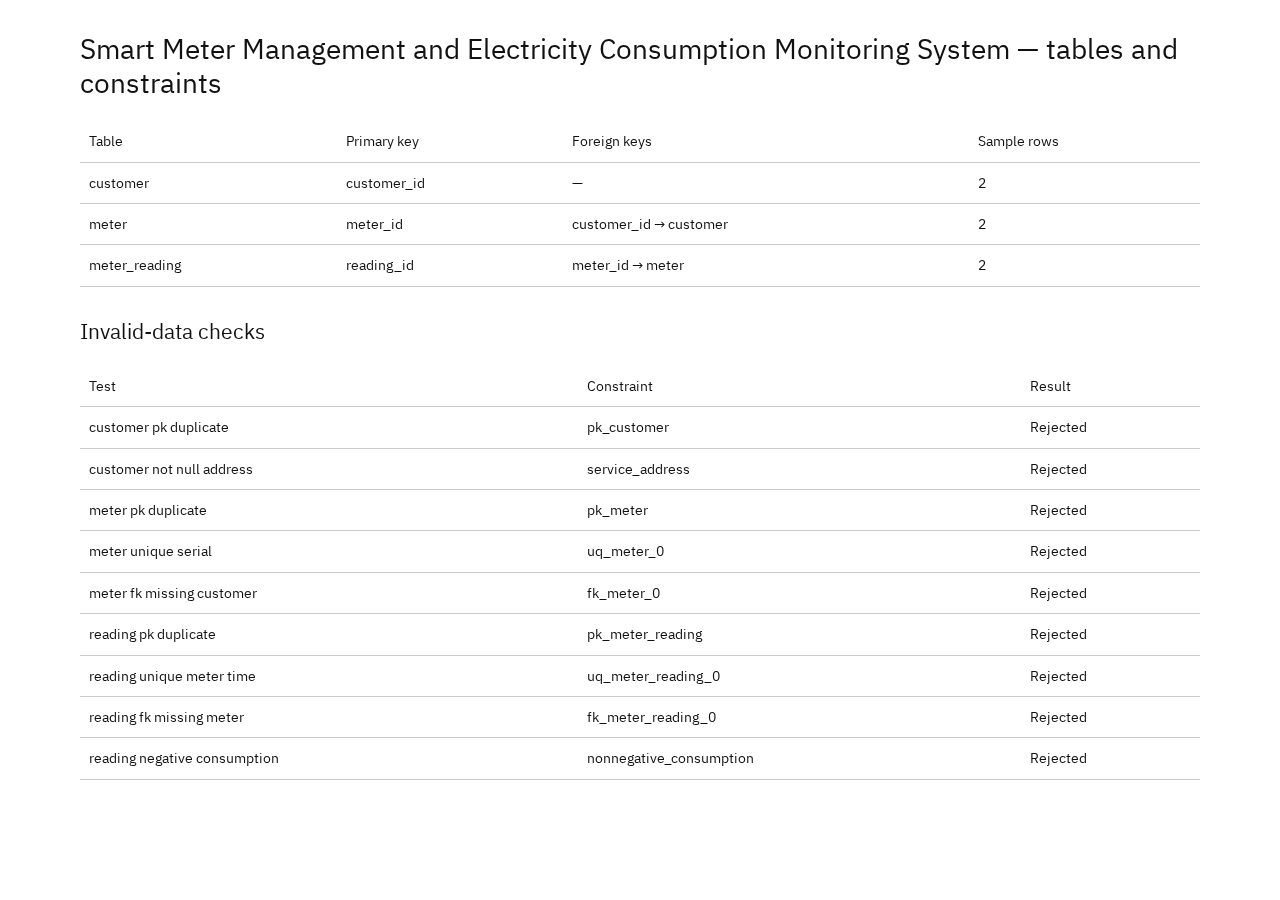 Smart Meter Management and Electricity Consumption Monitoring System — tables and
constraints
Table Primary key Foreign keys Sample rows
customer customer_id — 2
meter meter_id customer_id → customer 2
meter_reading reading_id meter_id → meter 2
Invalid-data checks
Test Constraint Result
customer pk duplicate pk_customer Rejected
customer not null address service_address Rejected
meter pk duplicate pk_meter Rejected
meter unique serial uq_meter_0 Rejected
meter fk missing customer fk_meter_0 Rejected
reading pk duplicate pk_meter_reading Rejected
reading unique meter time uq_meter_reading_0 Rejected
reading fk missing meter fk_meter_reading_0 Rejected
reading negative consumption nonnegative_consumption Rejected